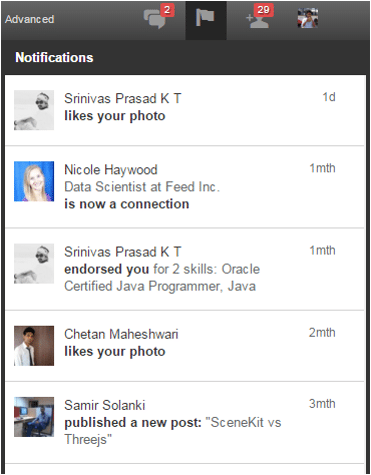 Advanced
2
29
Notifications
Srinivas Prasad K T
1d
likes your photo
Nicole Haywood
1mth
Data Scientist at Feed Inc.
is now a connection
Srinivas Prasad K T
1mth
endorsed you for 2 skills: Oracle
Certified Java Programmer, Java
Chetan Maheshwari
2mth
likes your photo
Samir Solanki
3mth
published a new post: "SceneKit vs
Threejs"